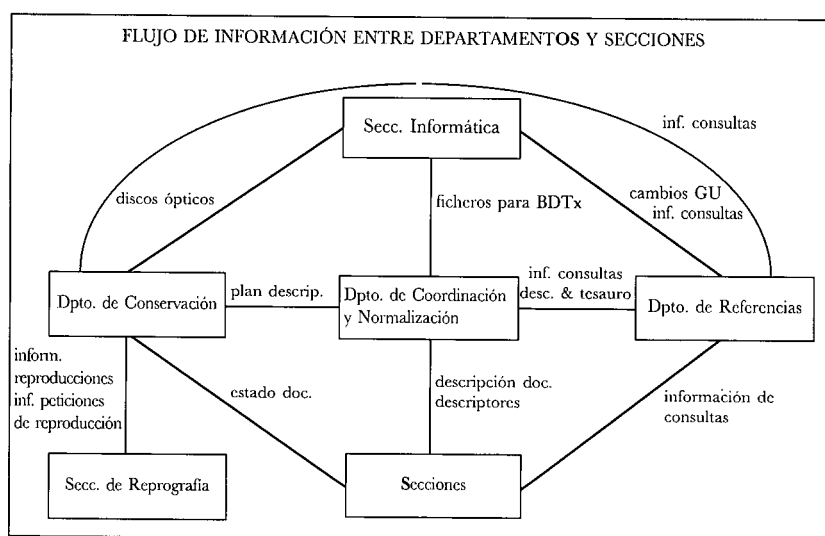 FLUJO DE INFORMACIÓN ENTRE DEPARTAMENTOS Y SECCIONES
Secc. Informática
inf. consultas
discos ópticos
ficheros para BDTx
cambios GU
inf. consultas
Dpto. de Conservación
plan descrip.
Dpto. de Coordinación
y Normalización
inf. consultas
desc. & tesauro
Dpto. de Referencias
inform.
reproducciones
inf. peticiones
de reproducción
estado doc.
descripción doc.
descriptores
información de
consultas
Secc. de Reprografía
Secciones